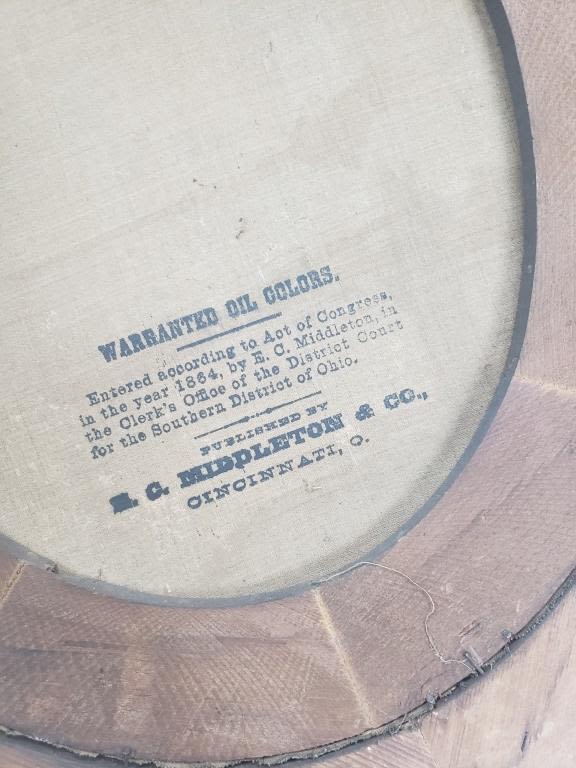 WARRANTED OIL COLORS.
Entered according to Act of Congress,
in the year 1864, by E. C. Middleton, in
the Clerk's Office of the District Court
for the Southern District of Ohio.
PUBLISHED BY
E. C. MIDDLETON & CO.,
CINCINNATI, O.